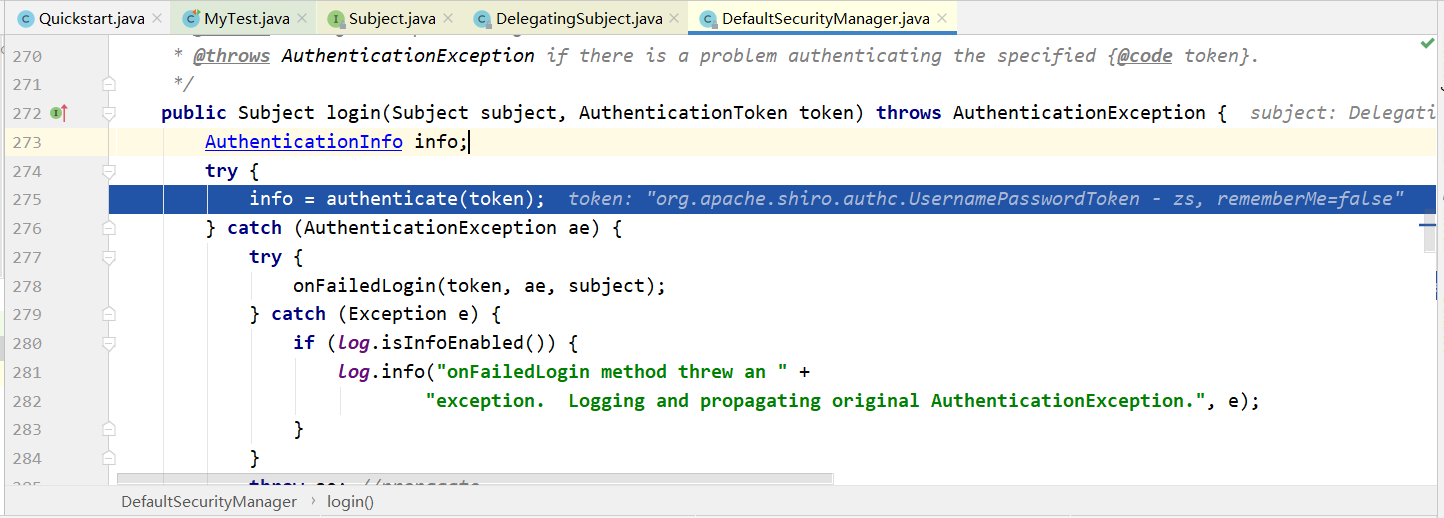 Quickstart.java MyTest.java Subject.java DelegatingSubject.java DefaultSecurityManager.java
270 * @throws AuthenticationException if there is a problem authenticating the specified {@code token}.
271 */
272 public Subject login(Subject subject, AuthenticationToken token) throws AuthenticationException { subject: Delegati
273 AuthenticationInfo info;
274 try {
275 info = authenticate(token); token: "org.apache.shiro.authc.UsernamePasswordToken - zs, rememberMe=false"
276 } catch (AuthenticationException ae) {
277 try {
278 onFailedLogin(token, ae, subject);
279 } catch (Exception e) {
280 if (log.isInfoEnabled()) {
281 log.info("onFailedLogin method threw an " +
282 "exception.  Logging and propagating original AuthenticationException.", e);
283 }
284 }
DefaultSecurityManager › login()